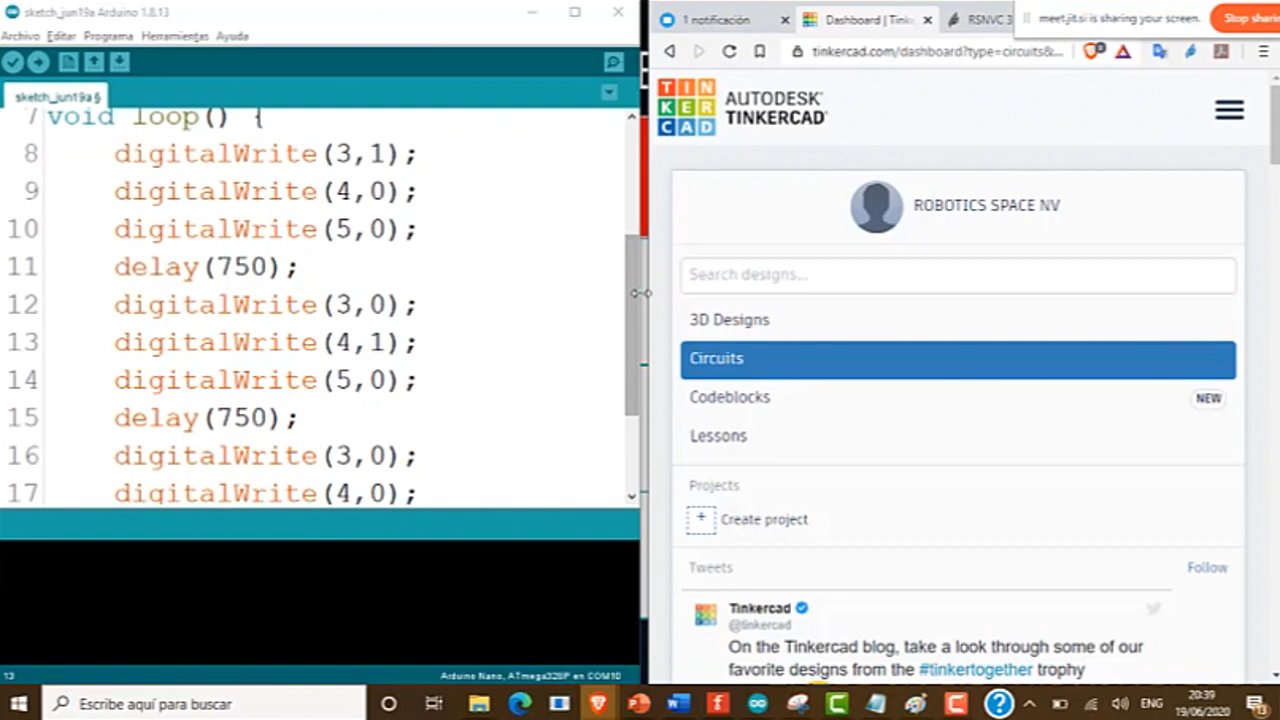 sketch_jun19a Arduino 1.8.13
Archivo Editar Programa Herramientas Ayuda
sketch_jun19a §
7 void loop() {
8 digitalWrite(3,1);
9 digitalWrite(4,0);
10 digitalWrite(5,0);
11 delay(750);
12 digitalWrite(3,0);
13 digitalWrite(4,1);
14 digitalWrite(5,0);
15 delay(750);
16 digitalWrite(3,0);
17 digitalWrite(4,0);
13
Arduino Nano, ATmega328P en COM10
1 notificación
Dashboard | Tink
RSNVC 3
meet.jit.si is sharing your screen.
Stop sharin
tinkercad.com/dashboard?type=circuits&...
TIN
KER
CAD
AUTODESK
TINKERCAD
ROBOTICS SPACE NV
Search designs...
3D Designs
Circuits
Codeblocks
NEW
Lessons
Projects
+ Create project
Tweets
Follow
Tinkercad
@tinkercad
On the Tinkercad blog, take a look through some of our
favorite designs from the #tinkertogether trophy
Escribe aquí para buscar
ENG
20:39
19/06/2020